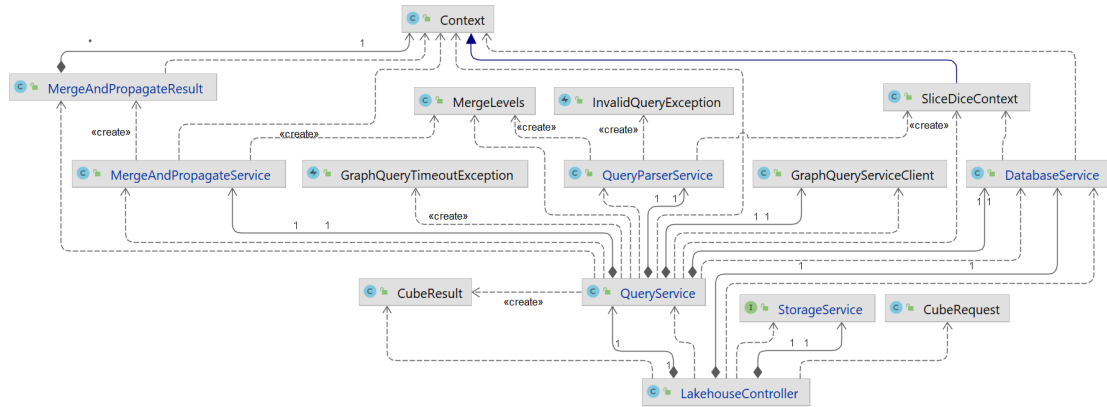 Context
* 1
MergeAndPropagateResult
MergeLevels
InvalidQueryException
SliceDiceContext
«create» «create» «create» «create» «create»
MergeAndPropagateService
GraphQueryTimeoutException
QueryParserService
GraphQueryServiceClient
DatabaseService
1 1 1 1 1 1 1 1
«create»
CubeResult
«create»
QueryService
1
StorageService
CubeRequest
1 1 1
1
LakehouseController